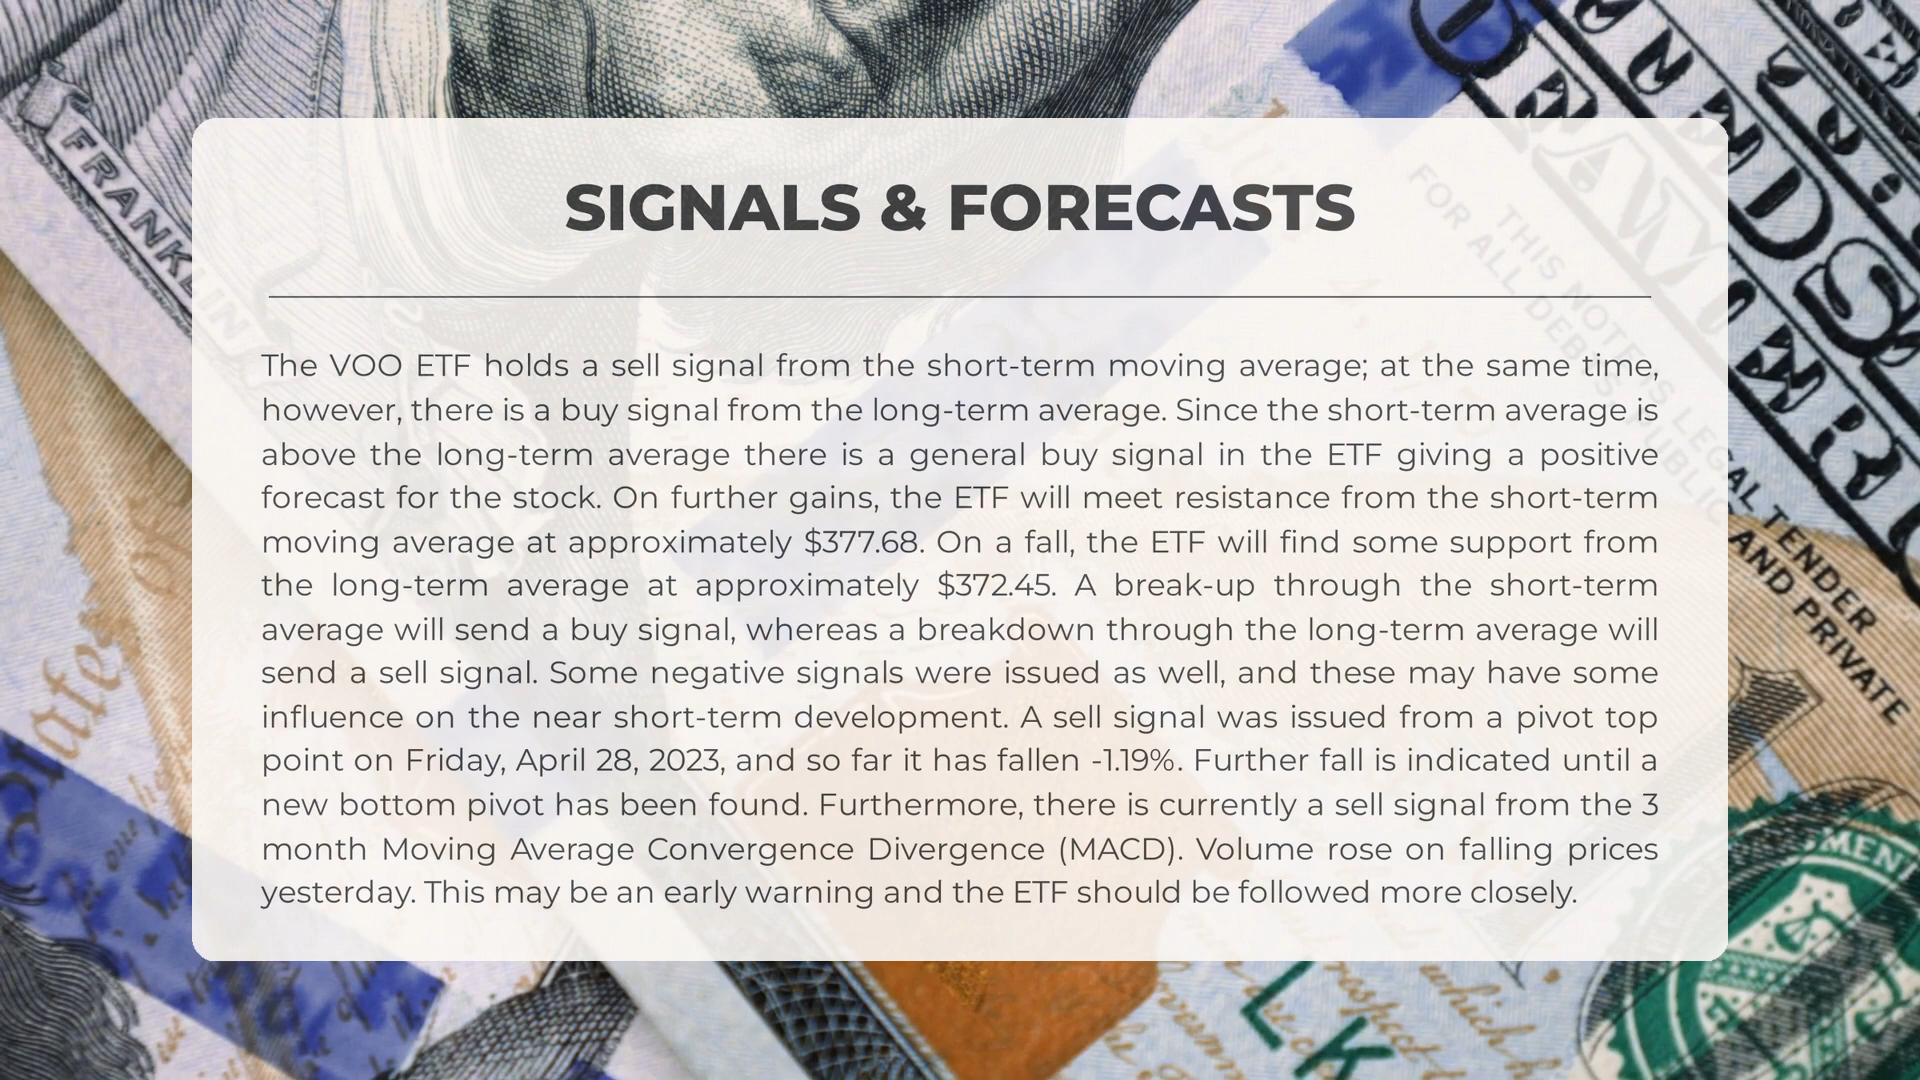 FRANKLIN
THIS NOTE IS LEGAL TENDER
FOR ALL DEBTS PUBLIC AND PRIVATE
SIGNALS & FORECASTS
The VOO ETF holds a sell signal from the short-term moving average; at the same time,
however, there is a buy signal from the long-term average. Since the short-term average is
above the long-term average there is a general buy signal in the ETF giving a positive
forecast for the stock. On further gains, the ETF will meet resistance from the short-term
moving average at approximately $377.68. On a fall, the ETF will find some support from
the long-term average at approximately $372.45. A break-up through the short-term
average will send a buy signal, whereas a breakdown through the long-term average will
send a sell signal. Some negative signals were issued as well, and these may have some
influence on the near short-term development. A sell signal was issued from a pivot top
point on Friday, April 28, 2023, and so far it has fallen -1.19%. Further fall is indicated until a
new bottom pivot has been found. Furthermore, there is currently a sell signal from the 3
month Moving Average Convergence Divergence (MACD). Volume rose on falling prices
yesterday. This may be an early warning and the ETF should be followed more closely.